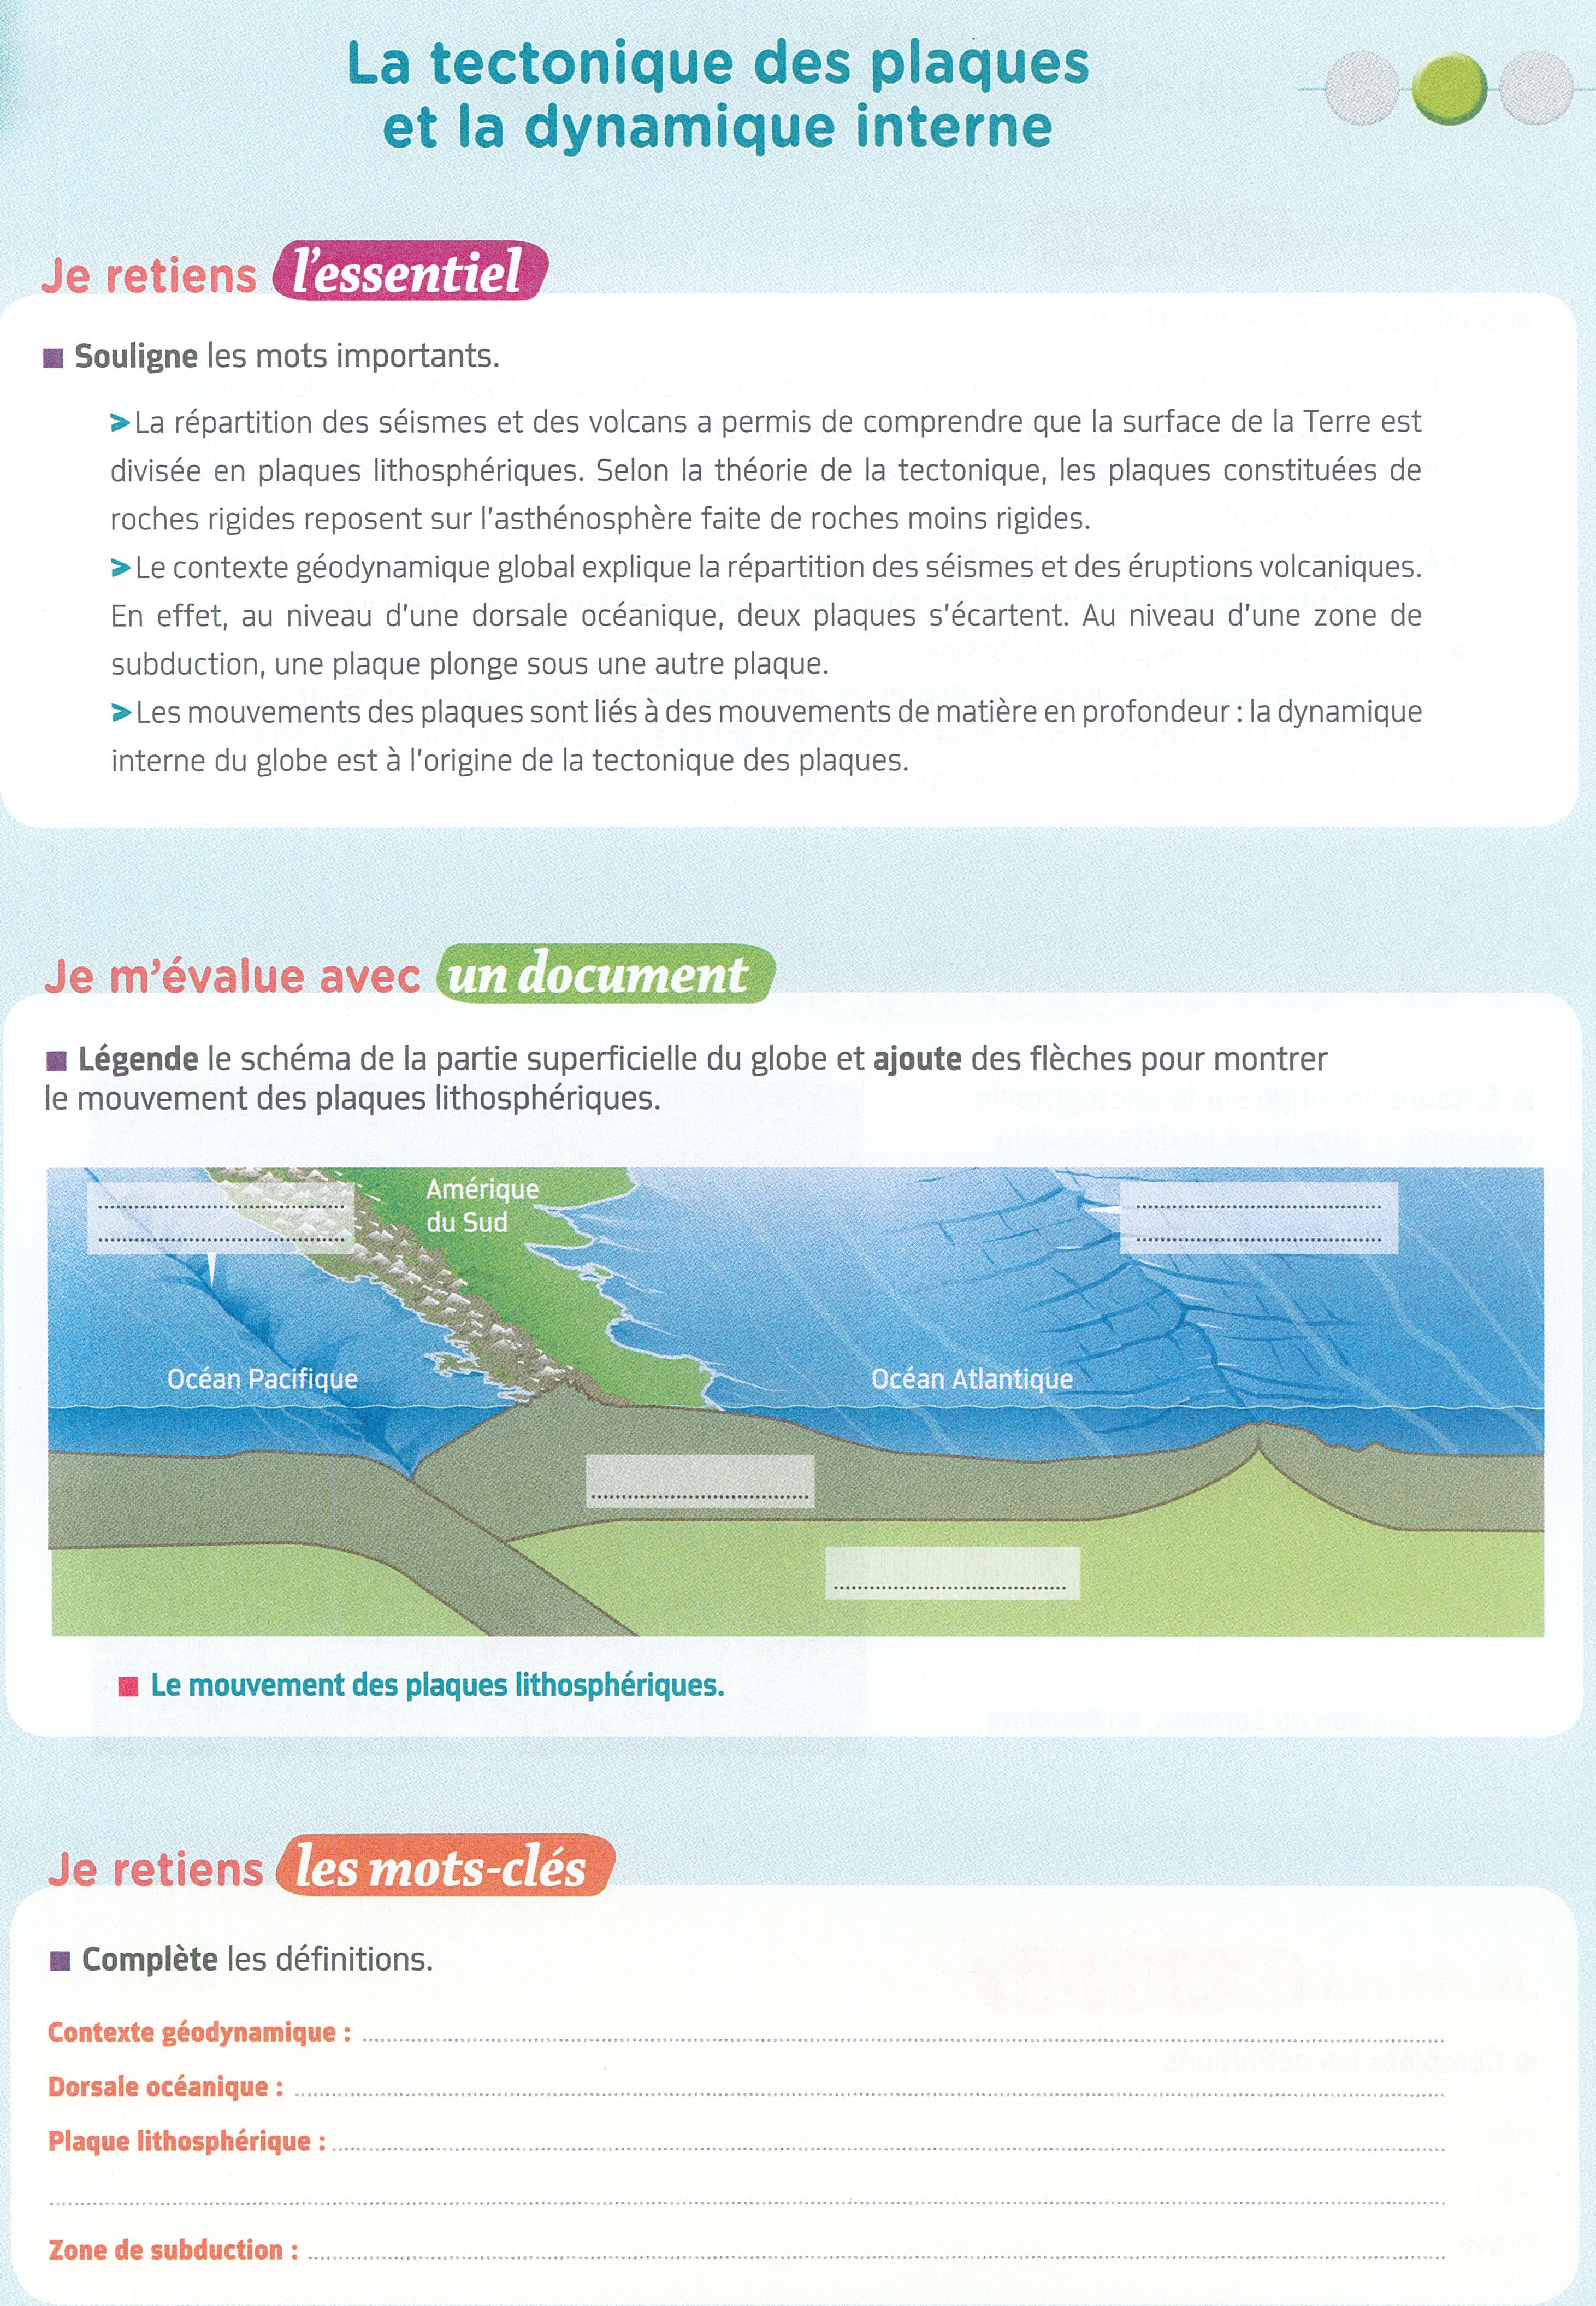 La tectonique des plaques
et la dynamique interne
Je retiens l'essentiel
■ Souligne les mots importants.
> La répartition des séismes et des volcans a permis de comprendre que la surface de la Terre est
divisée en plaques lithosphériques. Selon la théorie de la tectonique, les plaques constituées de
roches rigides reposent sur l'asthénosphère faite de roches moins rigides.
> Le contexte géodynamique global explique la répartition des séismes et des éruptions volcaniques.
En effet, au niveau d'une dorsale océanique, deux plaques s'écartent. Au niveau d'une zone de
subduction, une plaque plonge sous une autre plaque.
> Les mouvements des plaques sont liés à des mouvements de matière en profondeur : la dynamique
interne du globe est à l'origine de la tectonique des plaques.
Je m'évalue avec un document
■ Légende le schéma de la partie superficielle du globe et ajoute des flèches pour montrer
le mouvement des plaques lithosphériques.
Amérique
du Sud
Océan Pacifique
Océan Atlantique
■ Le mouvement des plaques lithosphériques.
Je retiens les mots-clés
■ Complète les définitions.
Contexte géodynamique :
Dorsale océanique :
Plaque lithosphérique :
Zone de subduction :